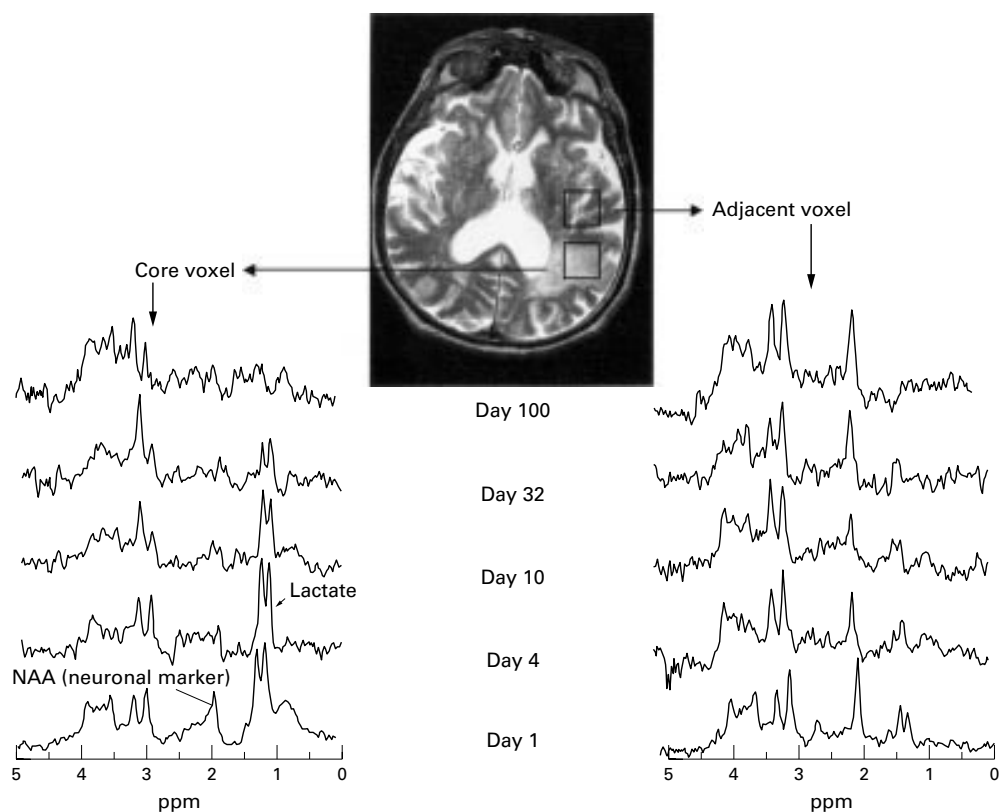 Adjacent voxel
Core voxel
Day 100
Day 32
Day 10
Lactate
Day 4
NAA (neuronal marker)
Day 1
5 4 3 2 1 0
ppm
5 4 3 2 1 0
ppm